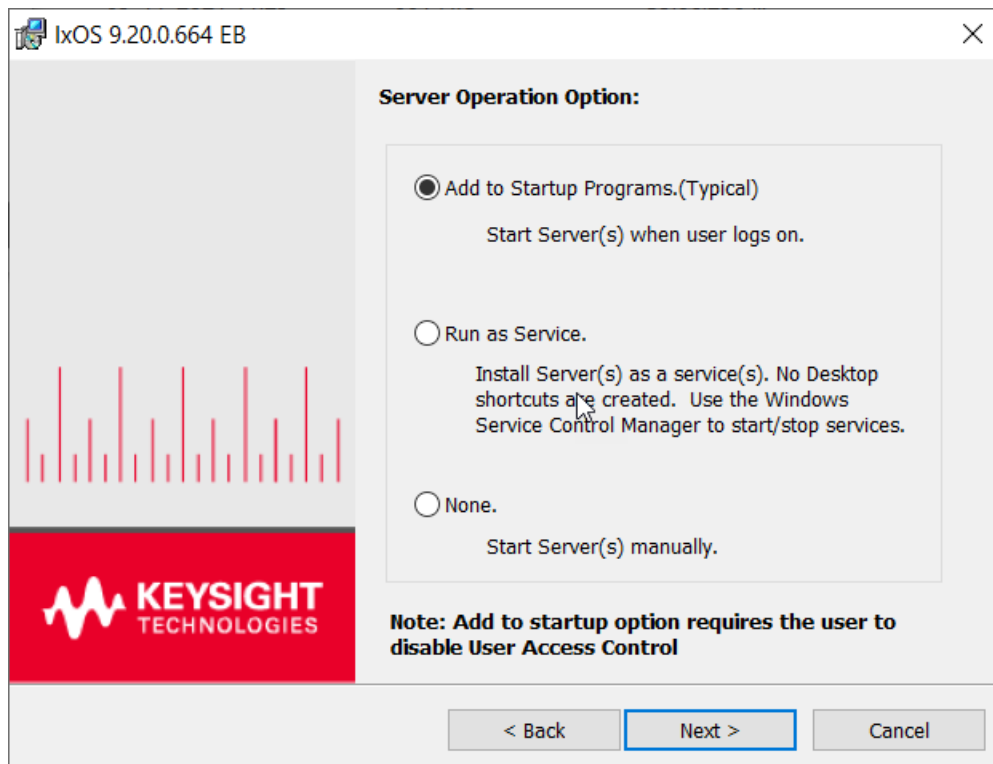 IxOS 9.20.0.664 EB
Server Operation Option:
Add to Startup Programs.(Typical)
Start Server(s) when user logs on.
Run as Service.
Install Server(s) as a service(s). No Desktop
shortcuts are created.  Use the Windows
Service Control Manager to start/stop services.
None.
Start Server(s) manually.
KEYSIGHT
TECHNOLOGIES
Note: Add to startup option requires the user to
disable User Access Control
< Back
Next >
Cancel